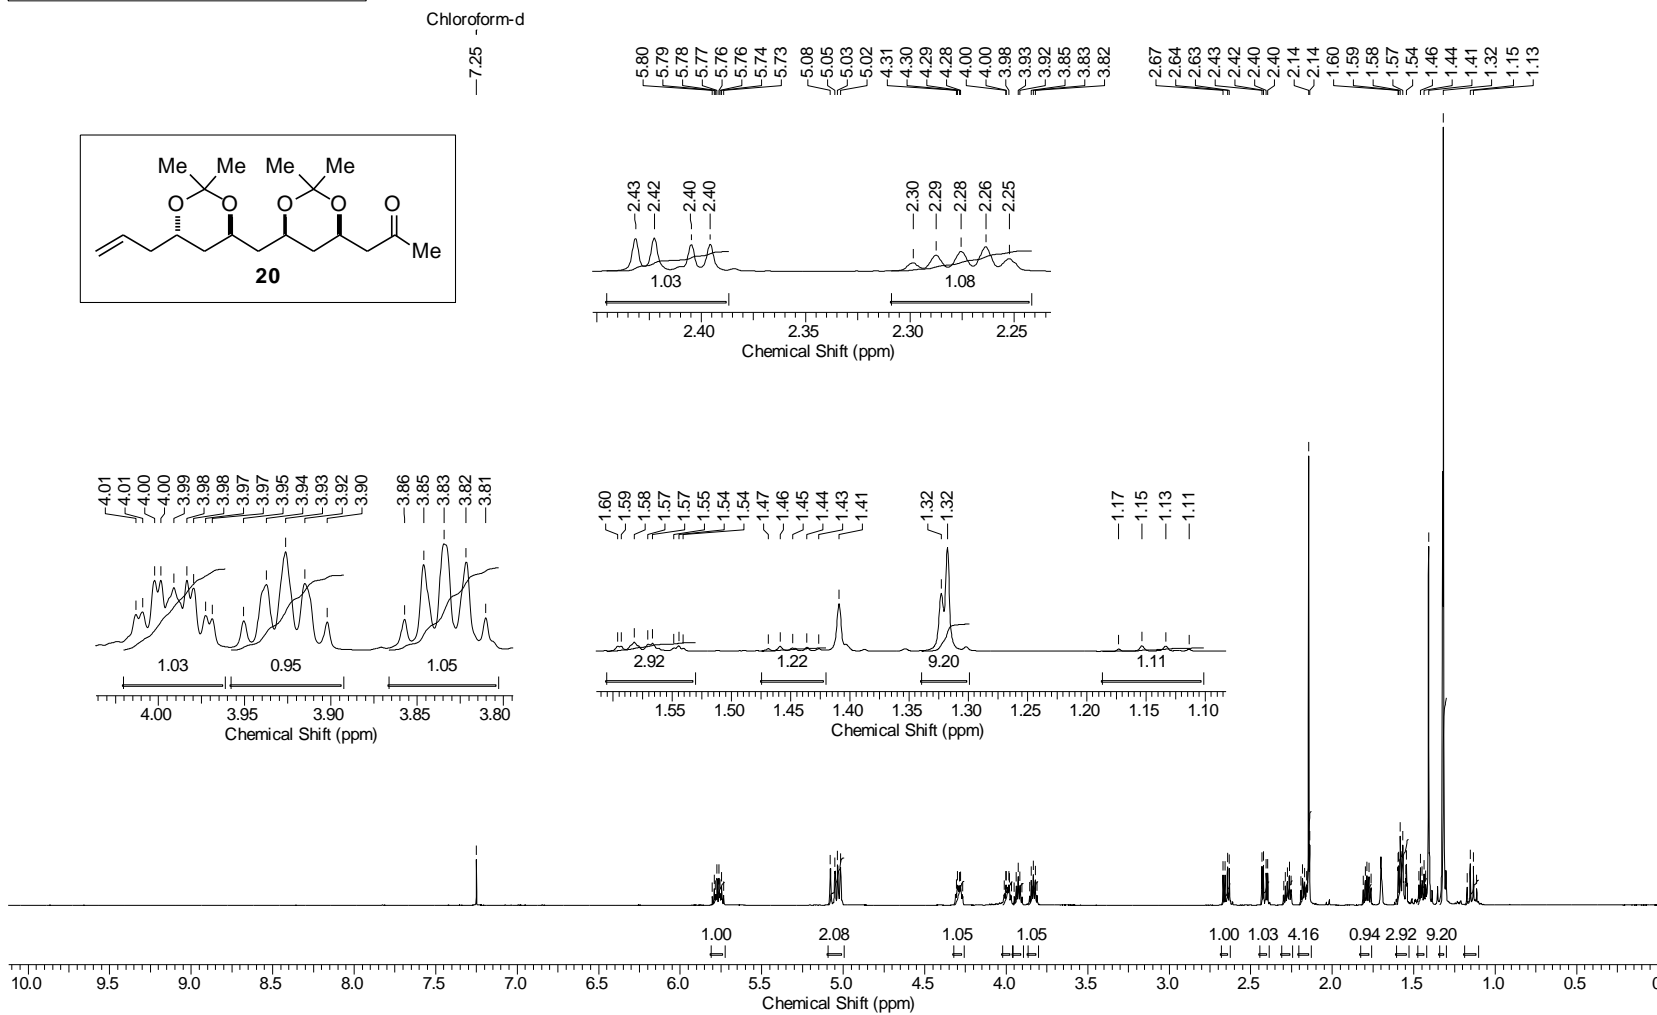 Chloroform-d
7.25
5.80 5.79 5.78 5.77 5.76 5.76 5.74 5.73 5.08 5.05 5.03 5.02 4.31 4.30 4.29 4.28 4.00 4.00 3.98 3.93 3.92 3.85 3.83 3.82
2.67 2.64 2.63 2.43 2.42 2.40 2.40 2.14 2.14 1.60 1.59 1.58 1.57 1.54 1.46 1.44 1.41 1.32 1.15 1.13
Me Me Me Me
O O O O O
Me
20
2.43 2.42 2.40 2.40 2.30 2.29 2.28 2.26 2.25
1.03 1.08
2.40 2.35 2.30 2.25
Chemical Shift (ppm)
4.01 4.01 4.00 4.00 3.99 3.98 3.98 3.97 3.97 3.95 3.94 3.93 3.92 3.90 3.86 3.85 3.83 3.82 3.81
1.03 0.95 1.05
4.00 3.95 3.90 3.85 3.80
Chemical Shift (ppm)
1.60 1.59 1.58 1.57 1.57 1.55 1.54 1.54 1.47 1.46 1.45 1.44 1.43 1.41 1.32 1.32 1.17 1.15 1.13 1.11
2.92 1.22 9.20 1.11
1.55 1.50 1.45 1.40 1.35 1.30 1.25 1.20 1.15 1.10
Chemical Shift (ppm)
1.00 2.08 1.05 1.05 1.00 1.03 4.16 0.94 2.92 9.20
10.0 9.5 9.0 8.5 8.0 7.5 7.0 6.5 6.0 5.5 5.0 4.5 4.0 3.5 3.0 2.5 2.0 1.5 1.0 0.5 0
Chemical Shift (ppm)